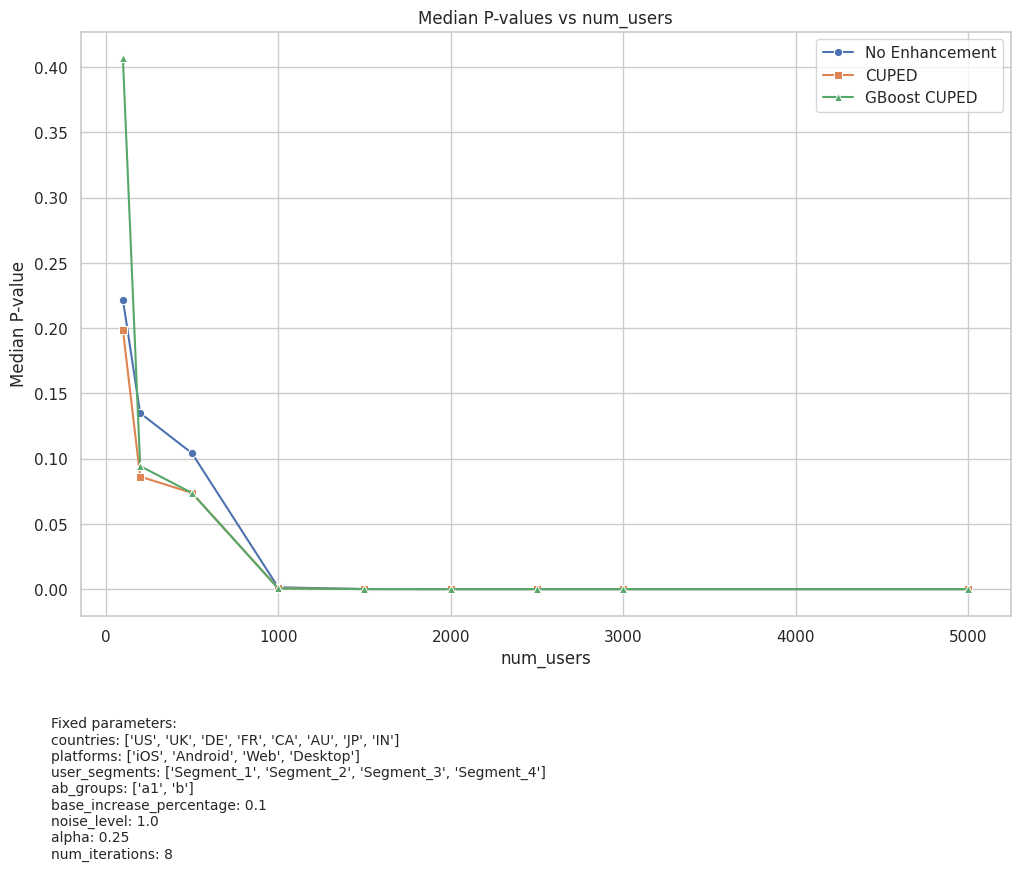 Median P-values vs num_users
No Enhancement
CUPED
GBoost CUPED
Median P-value
0.40
0.35
0.30
0.25
0.20
0.15
0.10
0.05
0.00
0
1000
2000
3000
4000
5000
num_users
Fixed parameters:
countries: ['US', 'UK', 'DE', 'FR', 'CA', 'AU', 'JP', 'IN']
platforms: ['iOS', 'Android', 'Web', 'Desktop']
user_segments: ['Segment_1', 'Segment_2', 'Segment_3', 'Segment_4']
ab_groups: ['a1', 'b']
base_increase_percentage: 0.1
noise_level: 1.0
alpha: 0.25
num_iterations: 8